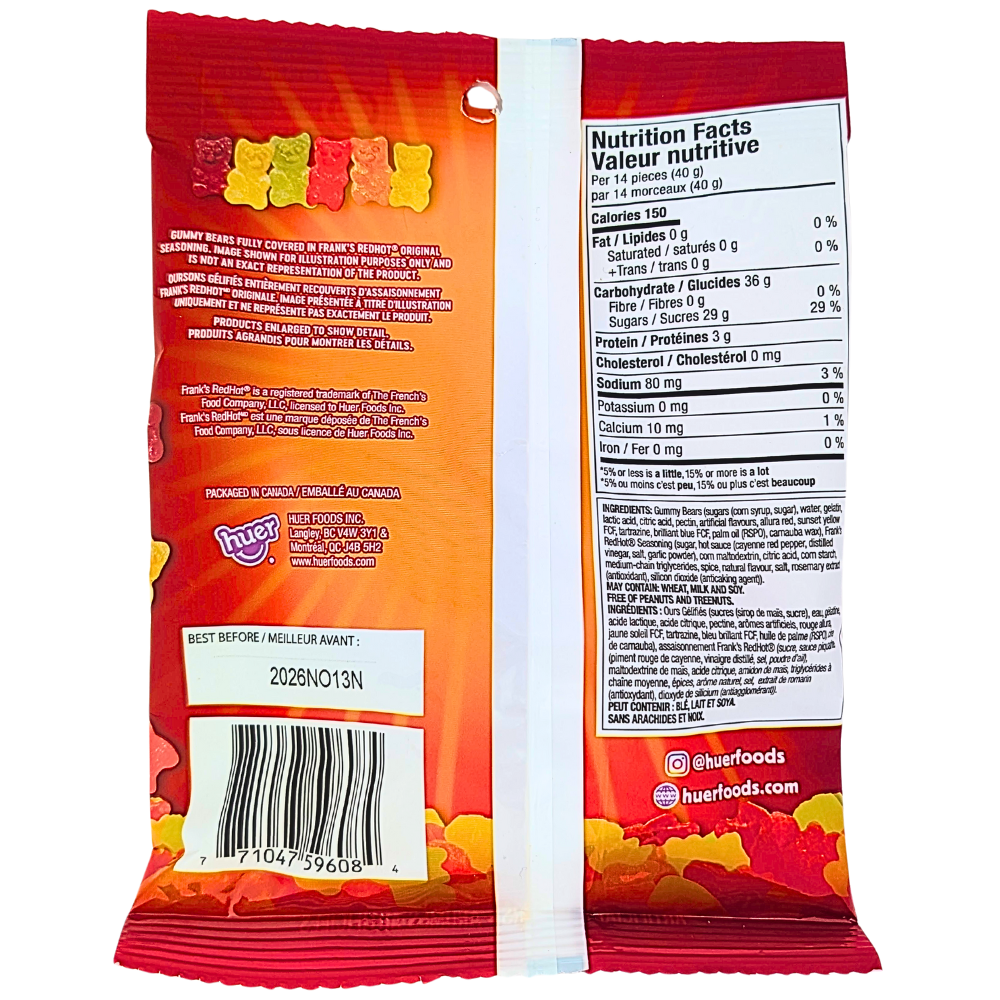 GUMMY BEARS FULLY COVERED IN FRANK'S REDHOT® ORIGINAL
SEASONING. IMAGE SHOWN FOR ILLUSTRATION PURPOSES ONLY AND
IS NOT AN EXACT REPRESENTATION OF THE PRODUCT.
OURSONS GÉLIFIÉS ENTIÈREMENT RECOUVERTS D'ASSAISONNEMENT
FRANK'S REDHOT ORIGINALE. IMAGE PRÉSENTÉE À TITRE D'ILLUSTRATION
UNIQUEMENT ET NE REPRÉSENTE PAS EXACTEMENT LE PRODUIT.
PRODUCTS ENLARGED TO SHOW DETAIL.
PRODUITS AGRANDIS POUR MONTRER LES DÉTAILS.
Frank's RedHot® is a registered trademark of The French's
Food Company, LLC, licensed to Huer Foods Inc.
Frank's RedHot est une marque déposée de The French's
Food Company, LLC, sous licence de Huer Foods Inc.
PACKAGED IN CANADA / EMBALLÉ AU CANADA
huer
HUER FOODS INC.
Langley, BC V4W 3Y1 &
Montréal, QC J4B 5H2
www.huerfoods.com
BEST BEFORE / MEILLEUR AVANT :
2026NO13N
7 71047 59608 4
Nutrition Facts
Valeur nutritive
Per 14 pieces (40 g)
par 14 morceaux (40 g)
Calories 150
Fat / Lipides 0 g 0 %
Saturated / saturés 0 g 0 %
+Trans / trans 0 g
Carbohydrate / Glucides 36 g
Fibre / Fibres 0 g 0 %
Sugars / Sucres 29 g 29 %
Protein / Protéines 3 g
Cholesterol / Cholestérol 0 mg
Sodium 80 mg 3 %
Potassium 0 mg 0 %
Calcium 10 mg 1 %
Iron / Fer 0 mg 0 %
*5% or less is a little, 15% or more is a lot
*5% ou moins c'est peu, 15% ou plus c'est beaucoup
INGREDIENTS: Gummy Bears (sugars (corn syrup, sugar), water, gelatin,
lactic acid, citric acid, pectin, artificial flavours, allura red, sunset yellow
FCF, tartrazine, brilliant blue FCF, palm oil (RSPO), carnauba wax), Frank's
RedHot® Seasoning (sugar, hot sauce (cayenne red pepper, distilled
vinegar, salt, garlic powder), corn maltodextrin, citric acid, corn starch,
medium-chain triglycerides, spice, natural flavour, salt, rosemary extract
(antioxidant), silicon dioxide (anticaking agent)).
MAY CONTAIN: WHEAT, MILK AND SOY.
FREE OF PEANUTS AND TREENUTS.
INGRÉDIENTS : Ours Gélifiés (sucres (sirop de maïs, sucre), eau, gélatine,
acide lactique, acide citrique, pectine, arômes artificiels, rouge allura,
jaune soleil FCF, tartrazine, bleu brillant FCF, huile de palme (RSPO), cire
de carnauba), assaisonnement Frank's RedHot® (sucre, sauce piquante
(piment rouge de cayenne, vinaigre distillé, sel, poudre d'ail),
maltodextrine de maïs, acide citrique, amidon de maïs, triglycérides à
chaîne moyenne, épices, arôme naturel, sel, extrait de romarin
(antioxydant), dioxyde de silicium (antiagglomérant)).
PEUT CONTENIR : BLÉ, LAIT ET SOYA.
SANS ARACHIDES ET NOIX.
@huerfoods
huerfoods.com